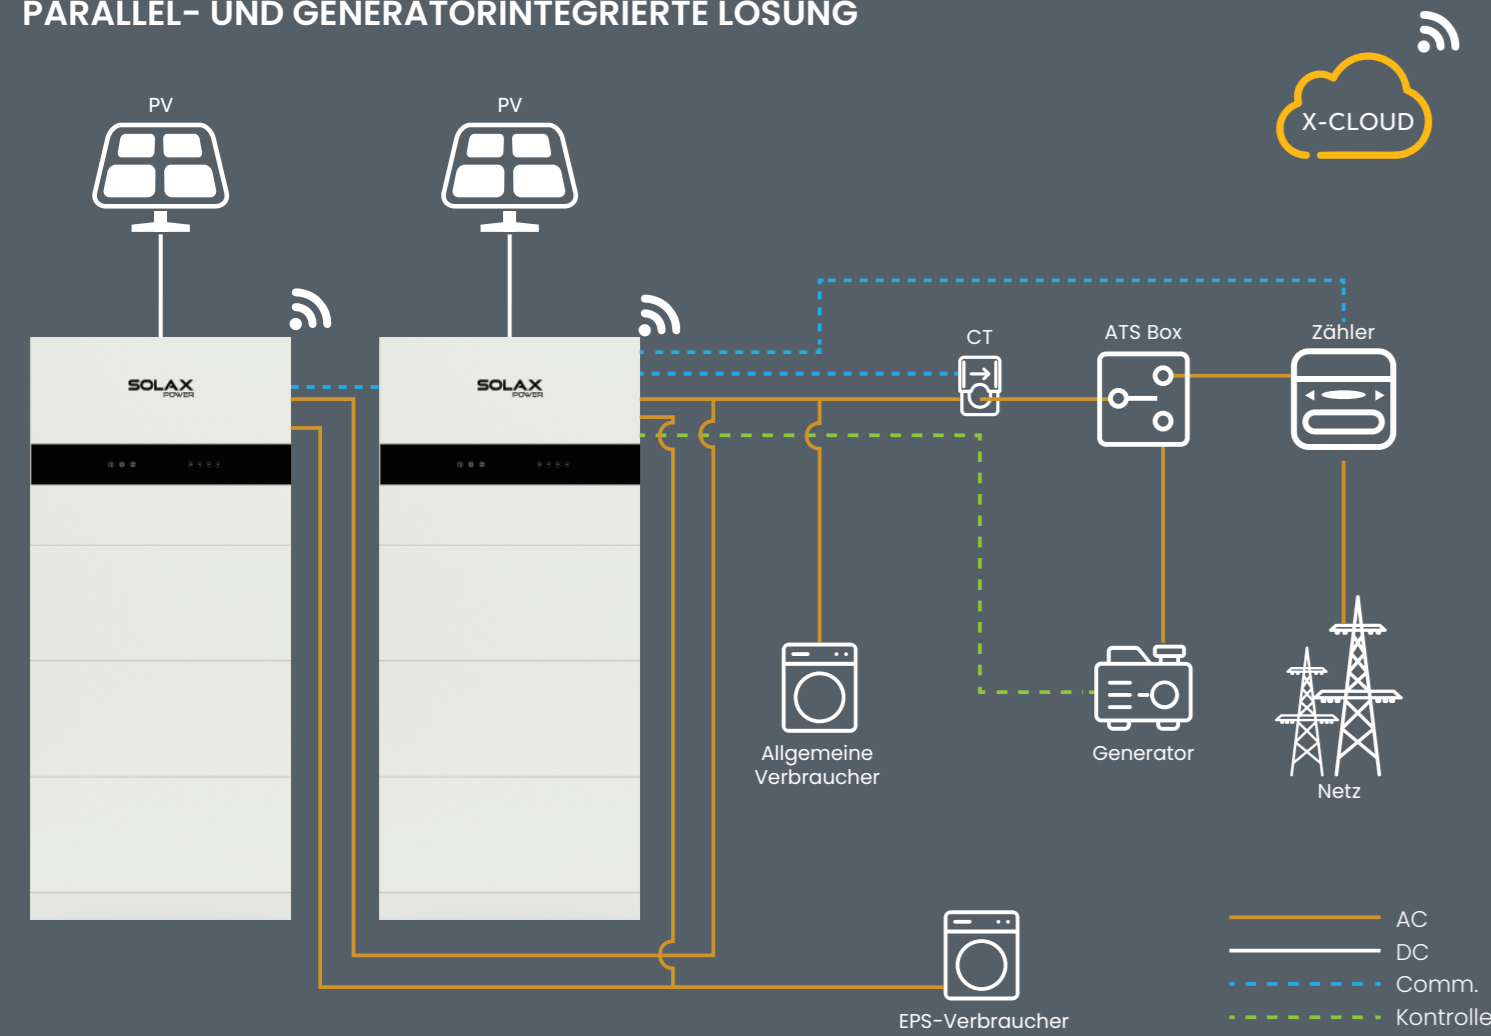 PARALLEL- UND GENERATORINTEGRIERTE LÖSUNG
X-CLOUD
PV
PV
CT
ATS Box
Zähler
SOLAX
POWER
SOLAX
POWER
Allgemeine
Verbraucher
Generator
Netz
EPS-Verbraucher
AC
DC
Comm.
Kontrolle